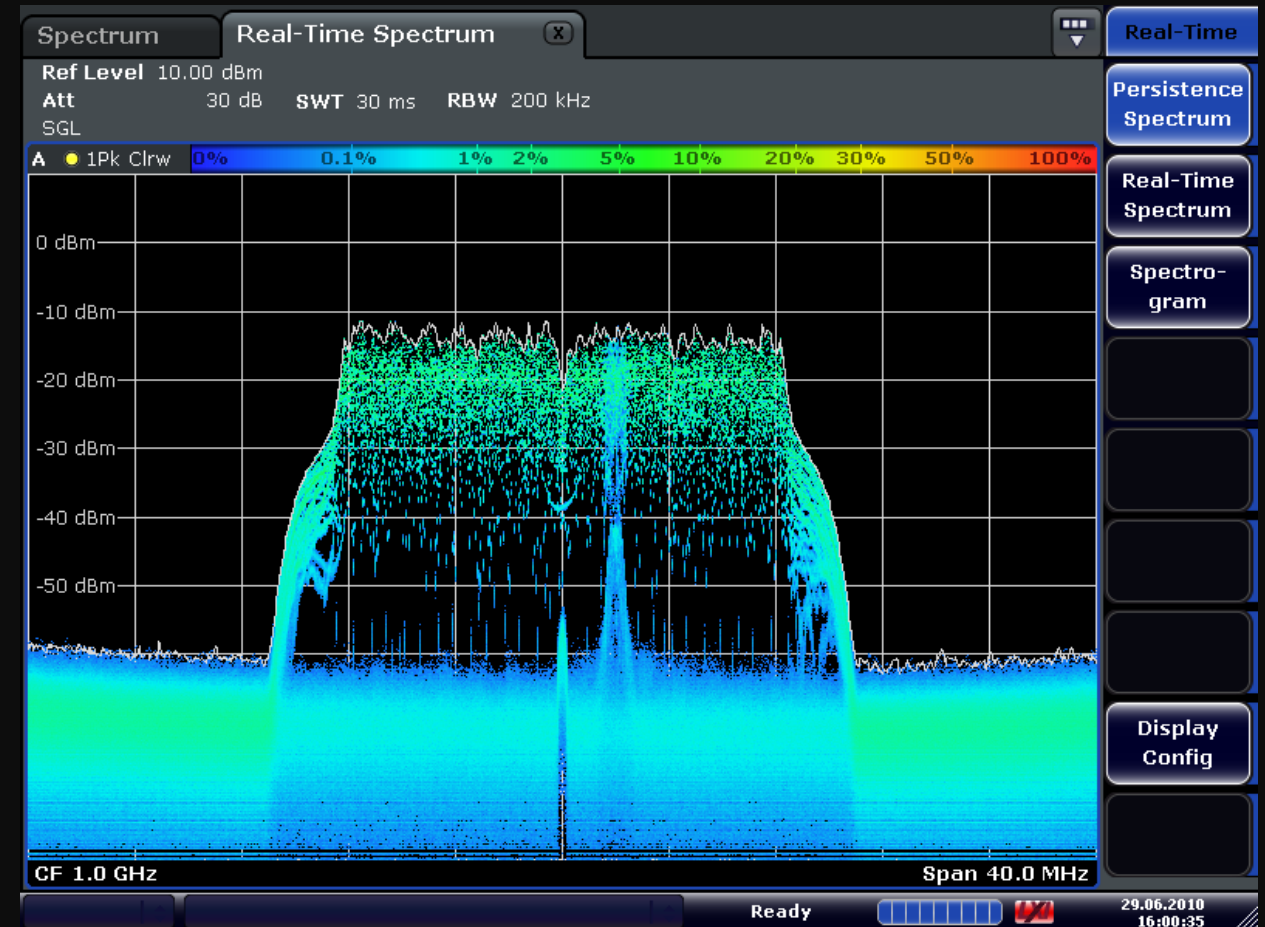 Spectrum
Real-Time Spectrum X
Real-Time
Ref Level 10.00 dBm
Att 30 dB SWT 30 ms RBW 200 kHz
SGL
A 1Pk Clrw 0% 0.1% 1% 2% 5% 10% 20% 30% 50% 100%
0 dBm
-10 dBm
-20 dBm
-30 dBm
-40 dBm
-50 dBm
CF 1.0 GHz Span 40.0 MHz
Persistence
Spectrum
Real-Time
Spectrum
Spectro-
gram
Display
Config
Ready
LXI
29.06.2010
16:00:35